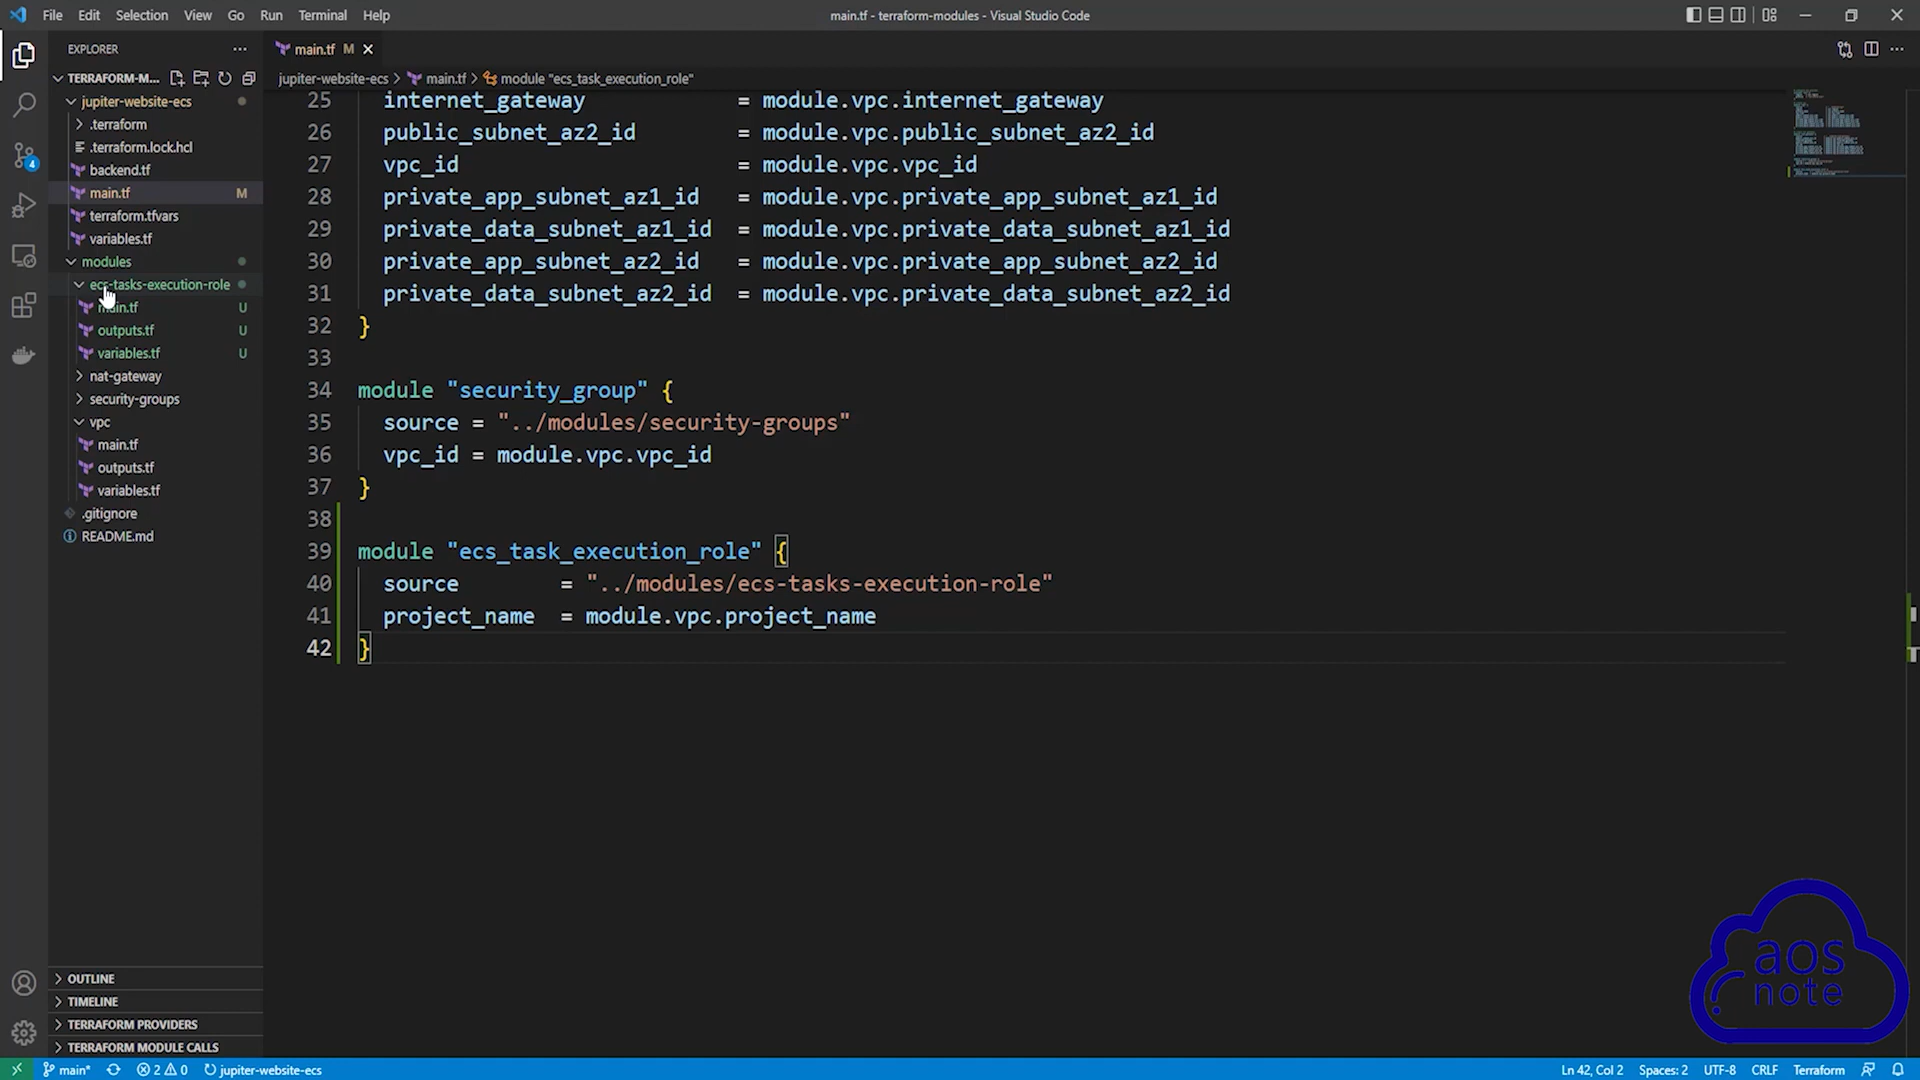 File Edit Selection View Go Run Terminal Help
main.tf - terraform-modules - Visual Studio Code
EXPLORER
TERRAFORM-M...
jupiter-website-ecs
.terraform
.terraform.lock.hcl
backend.tf
main.tf M
terraform.tfvars
variables.tf
modules
ecs-tasks-execution-role
main.tf U
outputs.tf U
variables.tf U
nat-gateway
security-groups
vpc
main.tf
outputs.tf
variables.tf
.gitignore
README.md
OUTLINE
TIMELINE
TERRAFORM PROVIDERS
TERRAFORM MODULE CALLS
4
main.tf M
jupiter-website-ecs > main.tf > module "ecs_task_execution_role"
25 internet_gateway = module.vpc.internet_gateway
26 public_subnet_az2_id = module.vpc.public_subnet_az2_id
27 vpc_id = module.vpc.vpc_id
28 private_app_subnet_az1_id = module.vpc.private_app_subnet_az1_id
29 private_data_subnet_az1_id = module.vpc.private_data_subnet_az1_id
30 private_app_subnet_az2_id = module.vpc.private_app_subnet_az2_id
31 private_data_subnet_az2_id = module.vpc.private_data_subnet_az2_id
32 }
33
34 module "security_group" {
35 source = "../modules/security-groups"
36 vpc_id = module.vpc.vpc_id
37 }
38
39 module "ecs_task_execution_role" {
40 source = "../modules/ecs-tasks-execution-role"
41 project_name = module.vpc.project_name
42 }
aos
note
main* 2 0 jupiter-website-ecs
Ln 42, Col 2 Spaces: 2 UTF-8 CRLF Terraform